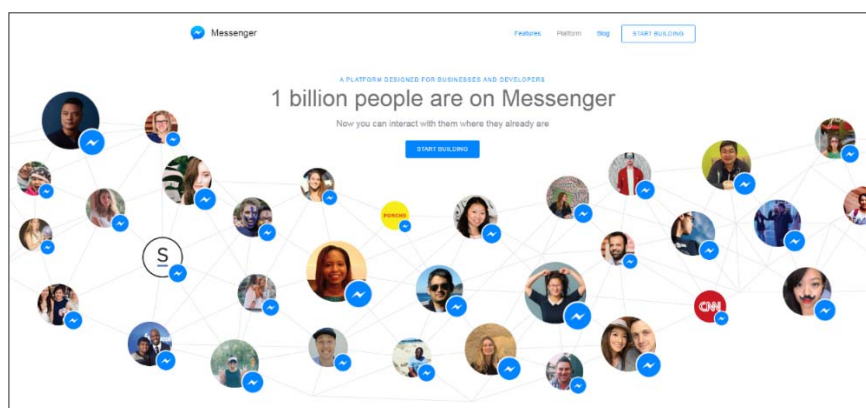 Messenger
Features Platform Blog START BUILDING
A PLATFORM DESIGNED FOR BUSINESSES AND DEVELOPERS
1 billion people are on Messenger
Now you can interact with them where they already are
START BUILDING
PONCHO
S
CNN